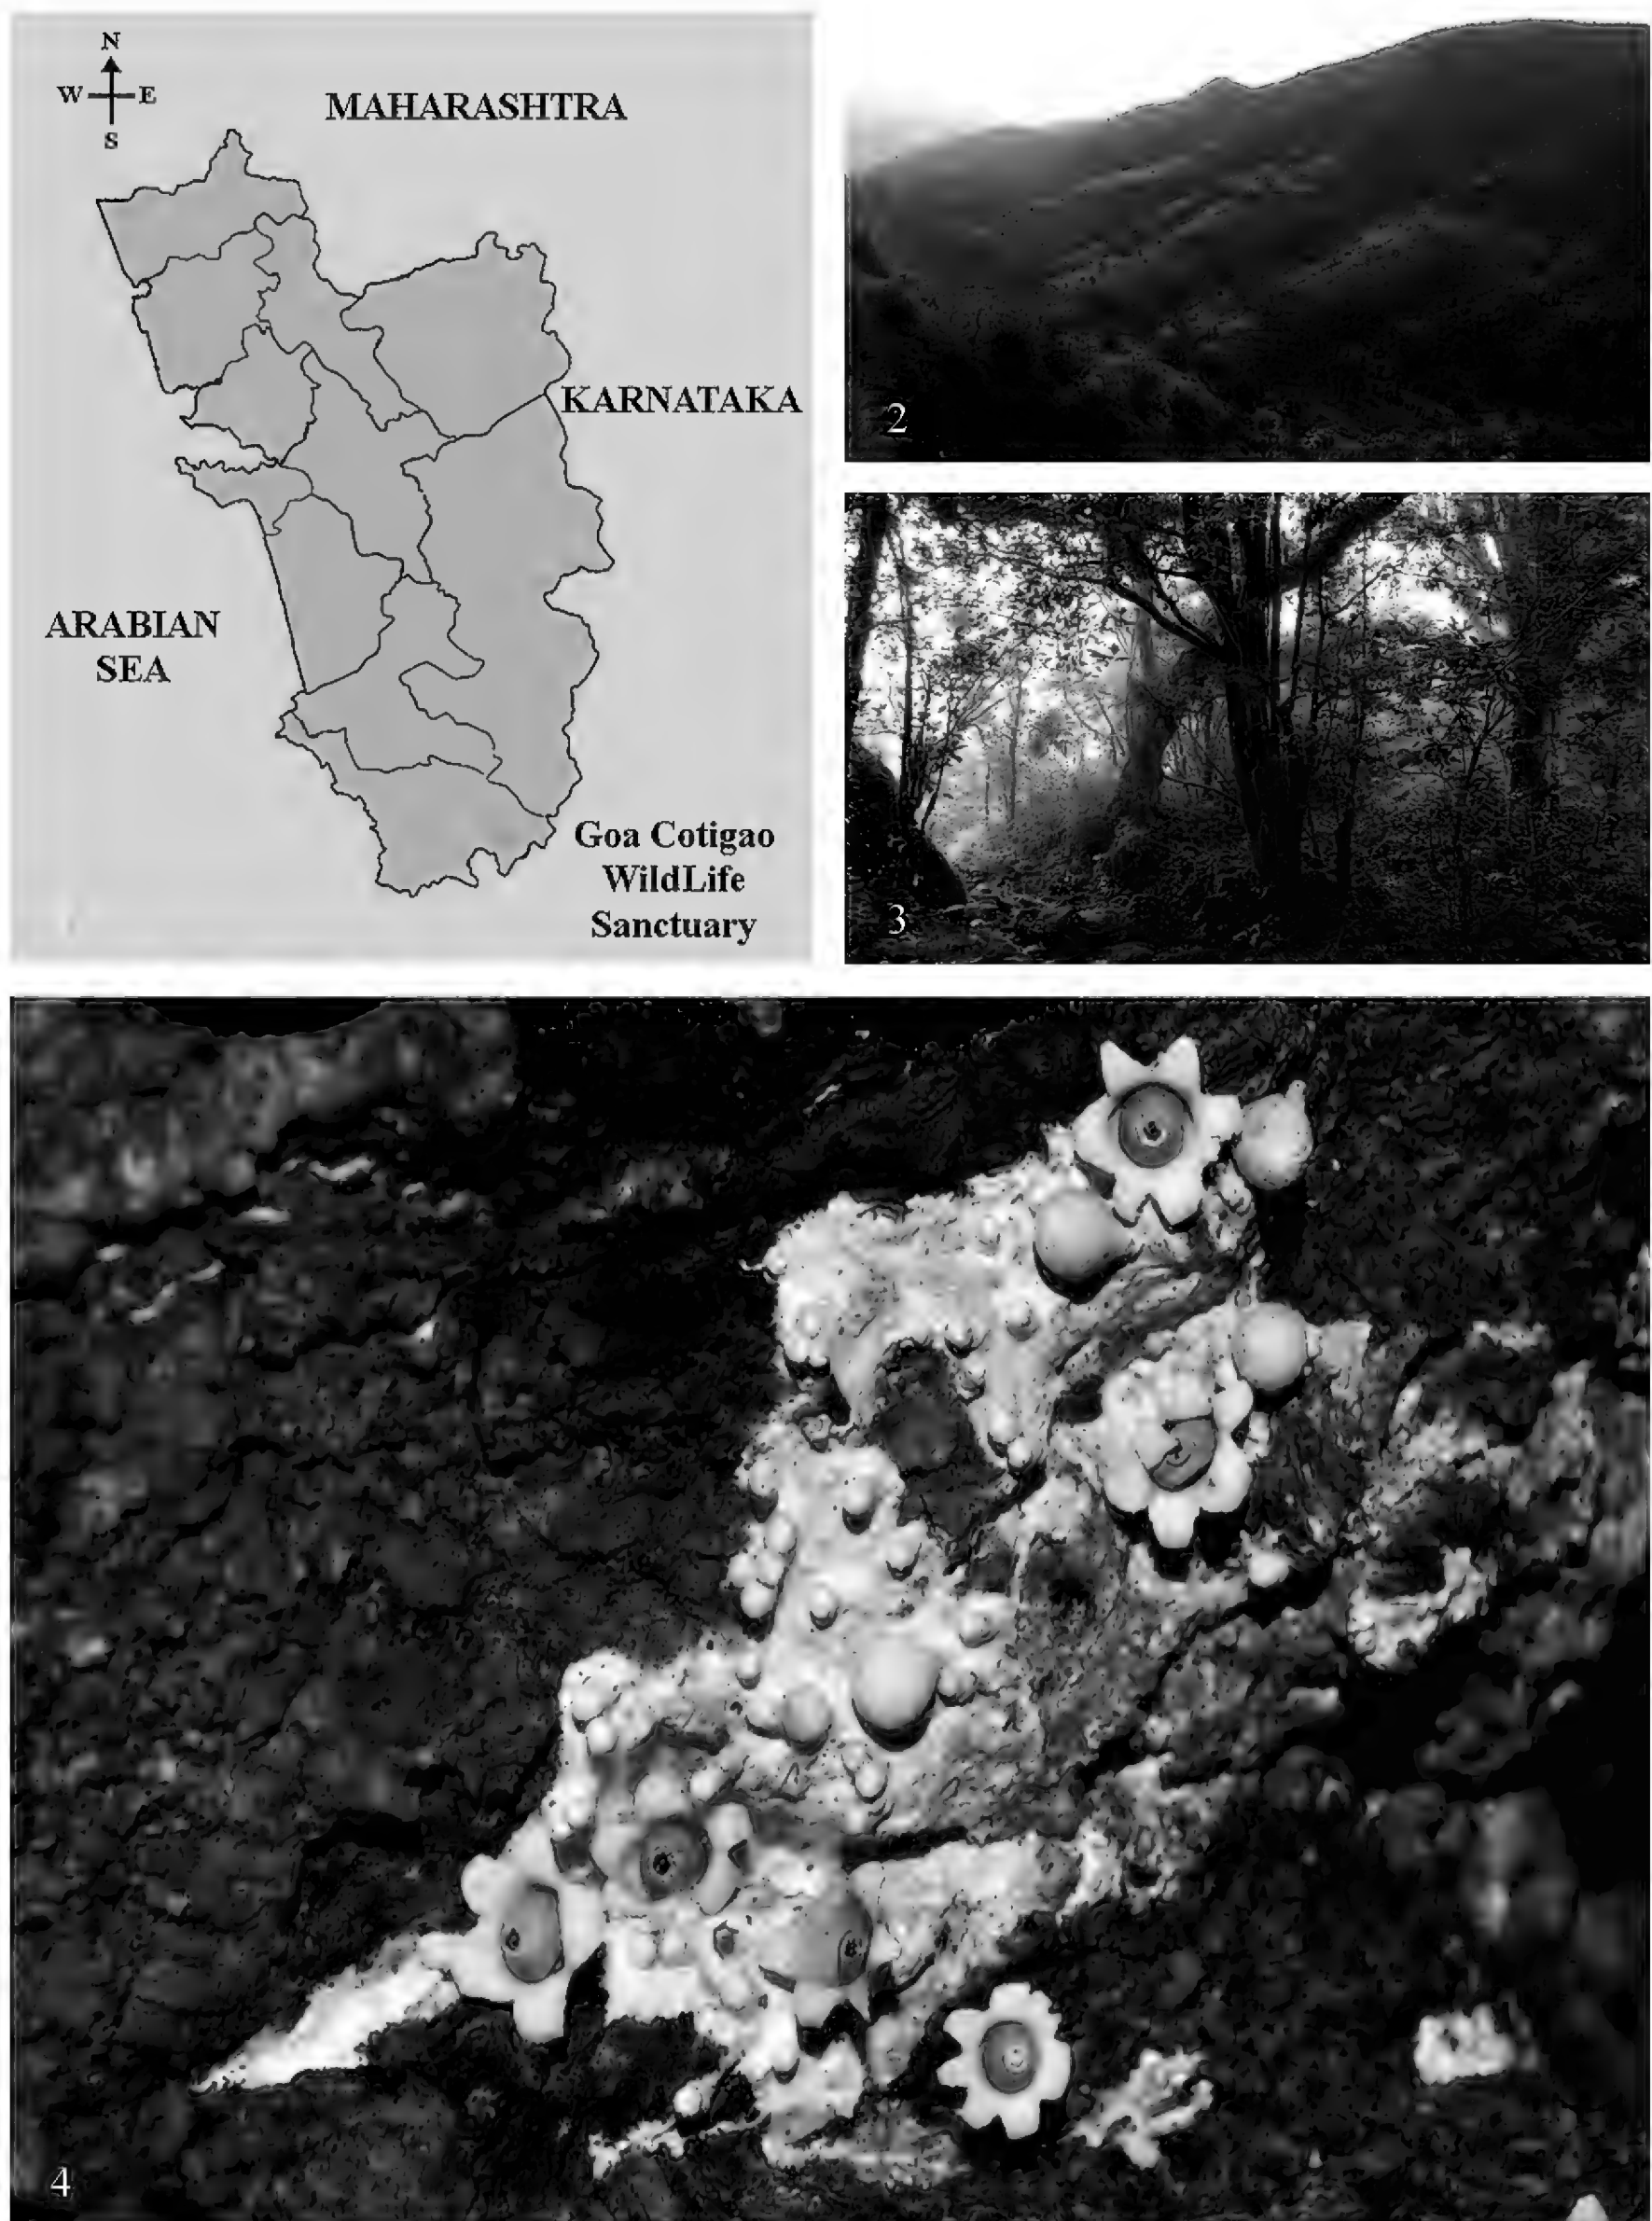 N
W E
S
MAHARASHTRA
KARNATAKA
ARABIAN
SEA
Goa Cotigao
WildLife
Sanctuary
2
3
4